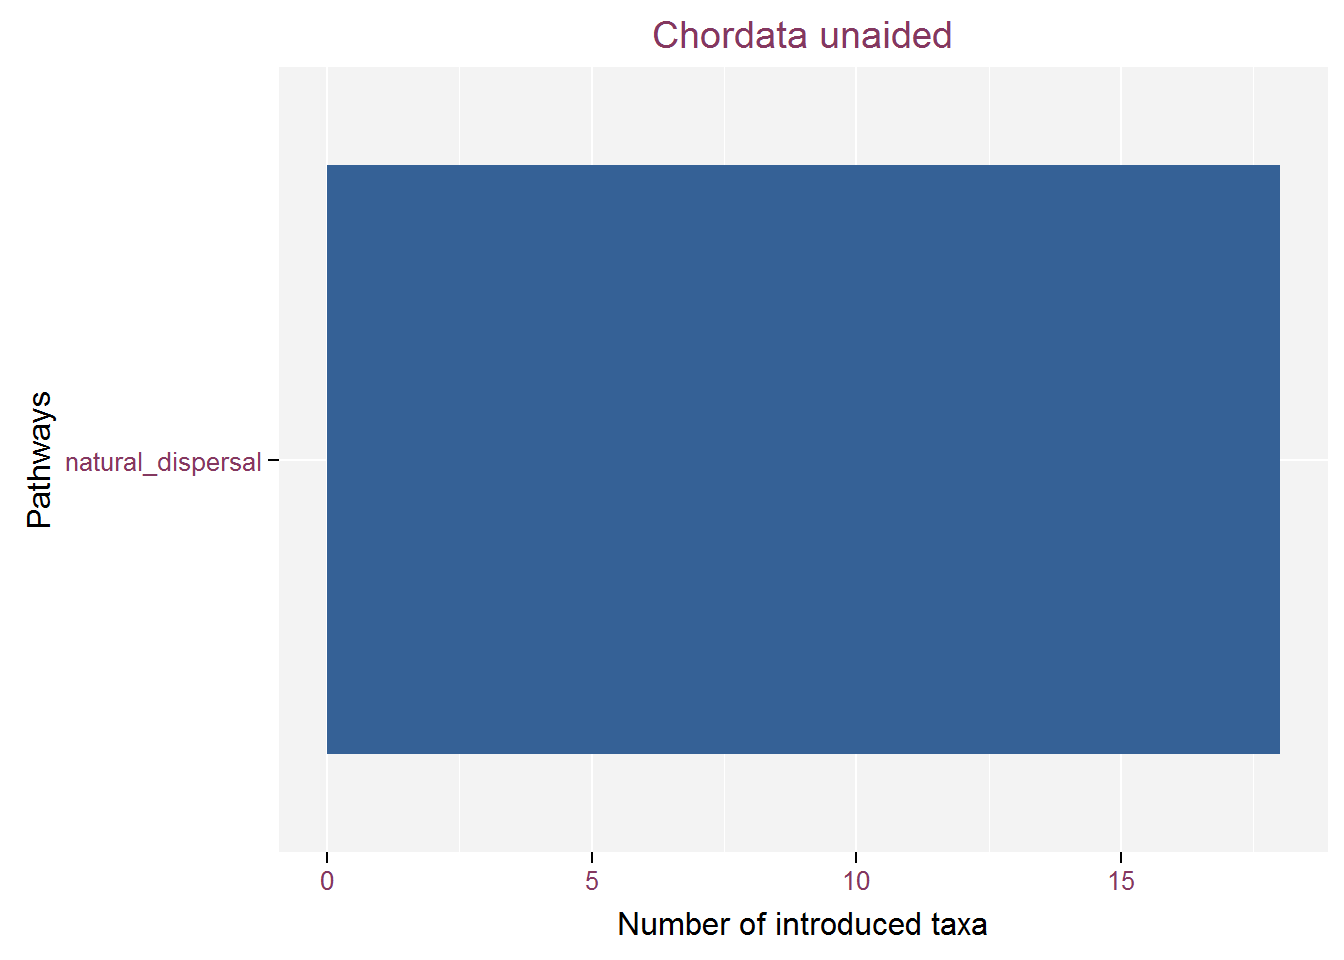 Chordata unaided
Pathways
natural_dispersal
0 5 10 15
Number of introduced taxa